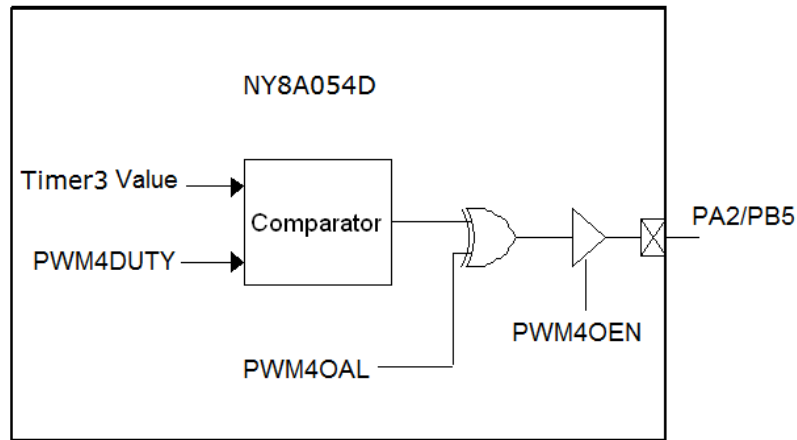 NY8A054D
Timer3 Value
Comparator
PA2/PB5
PWM4DUTY
PWM4OEN
PWM4OAL